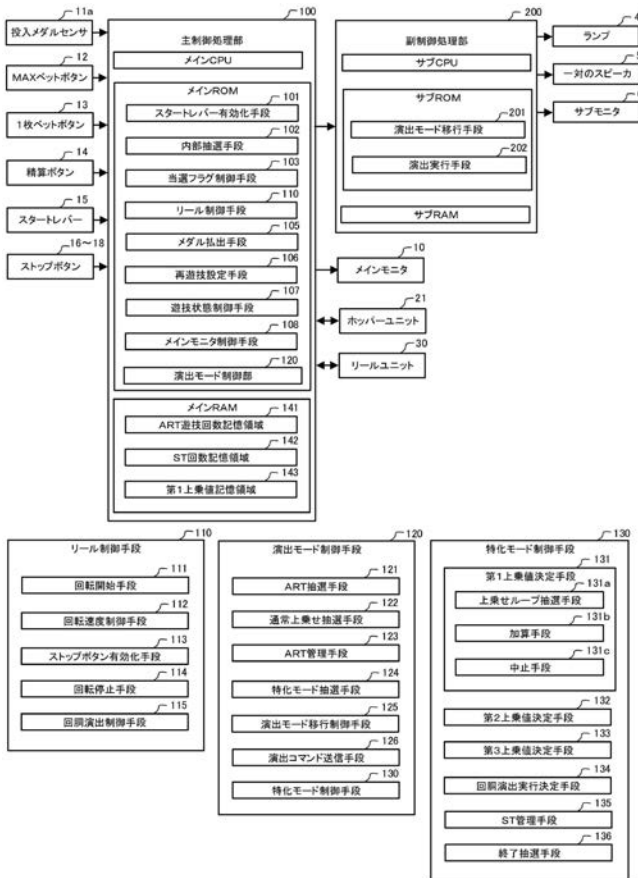 11a
投入メダルセンサ
12
MAXベットボタン
13
1枚ベットボタン
14
精算ボタン
15
スタートレバー
16～18
ストップボタン
100
主制御処理部
メインCPU
メインROM
101
スタートレバー有効化手段
102
内部抽選手段
103
当選フラグ制御手段
110
リール制御手段
105
メダル払出手段
106
再遊技設定手段
107
遊技状態制御手段
108
メインモニタ制御手段
120
演出モード制御部
メインRAM
141
ART遊技回数記憶領域
142
ST回数記憶領域
143
第1上乗値記憶領域
200
副制御処理部
サブCPU
サブROM
201
演出モード移行手段
202
演出実行手段
サブRAM
ランプ
一対のスピーカ
サブモニタ
10
メインモニタ
21
ホッパーユニット
30
リールユニット
110
リール制御手段
111
回転開始手段
112
回転速度制御手段
113
ストップボタン有効化手段
114
回転停止手段
115
回胴演出制御手段
120
演出モード制御手段
121
ART抽選手段
122
通常上乗せ抽選手段
123
ART管理手段
124
特化モード抽選手段
125
演出モード移行制御手段
126
演出コマンド送信手段
130
特化モード制御手段
130
特化モード制御手段
131
第1上乗値決定手段
131a
上乗せループ抽選手段
131b
加算手段
131c
中止手段
132
第2上乗値決定手段
133
第3上乗値決定手段
134
回胴演出実行決定手段
135
ST管理手段
136
終了抽選手段